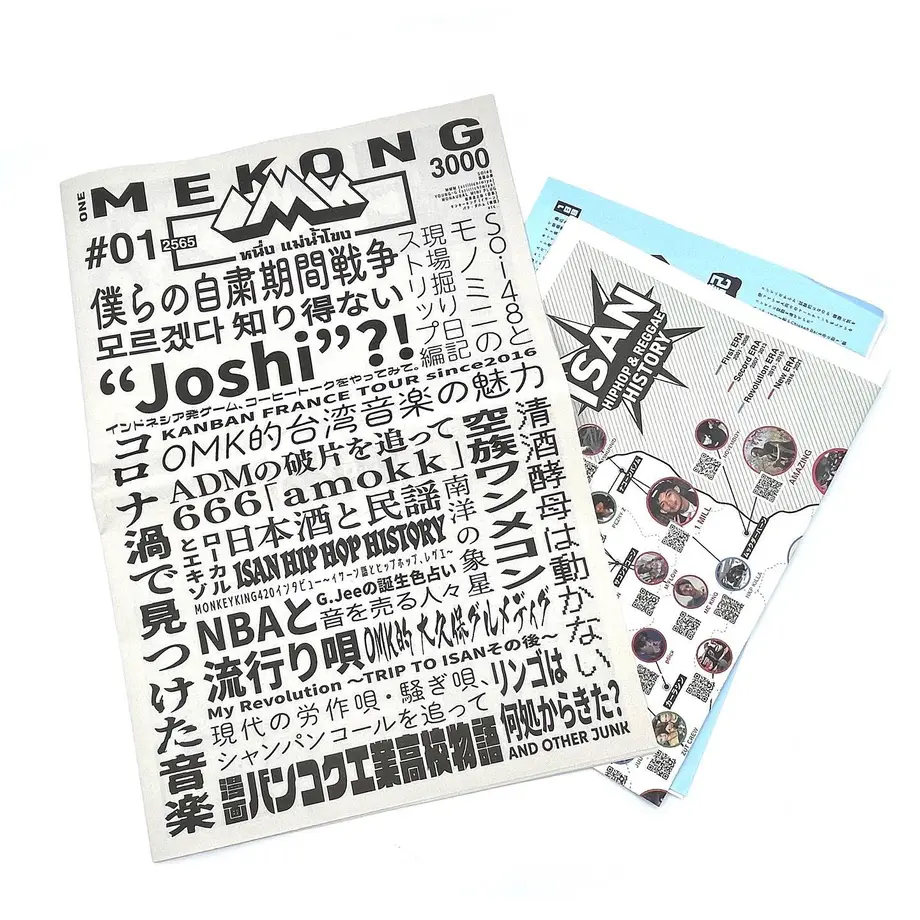 ONE
MEKONG
3000
OMK
#01
2565
หนึ่ง แม่น้ำโขง
僕らの自粛期間戦争
모르겠다 知り得ない
“Joshi”?!
Soi48と
モノミニの
現場掘り日記
ストリップ編
インドネシア発ゲーム、コーヒートークをやってみて。
KANBAN FRANCE TOUR since2016
OMK的台湾音楽の魅力
ADMの破片を追って
666「amokk」
ローカル
とエキゾ
日本酒と民謡
ISAN HIP HOP HISTORY
MONKEYKING420インタビュー〜イサーン語とヒップホップ、レゲエ〜
南洋の象星
空族ワンメコン
清酒酵母は動かない
コロナ渦で見つけた音楽
NBAと
流行り唄
G.Jeeの誕生色占い
音を売る人々
OMK的 大久保グルメディグ
My Revolution 〜TRIP TO ISANその後〜
現代の労作唄・騒ぎ唄、
シャンパンコールを追って
リンゴは
何処からきた?
漫画 バンコク工業高校物語
AND OTHER JUNK
ISAN
HIPHOP & REGGAE
HISTORY
First ERA
Second ERA
Revolution ERA
New ERA
1 MILL
AMAZING
MC KING
NKP KILLA